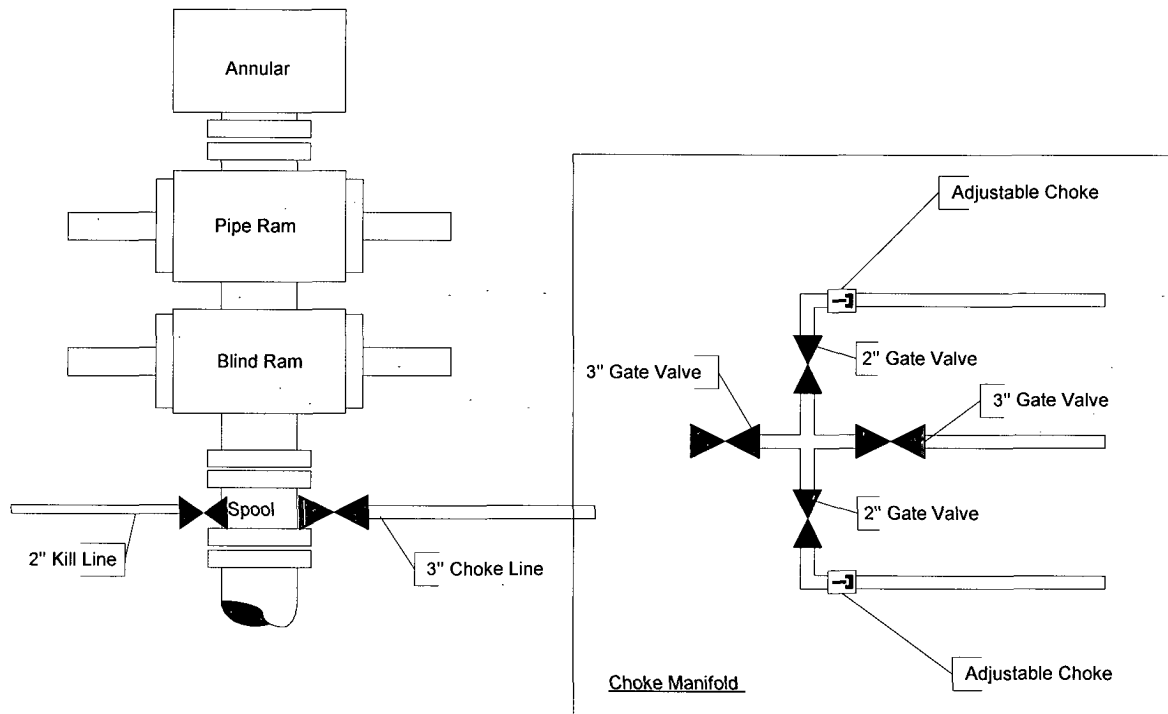 Annular
Pipe Ram
Blind Ram
Spool
2" Kill Line
3" Choke Line
Adjustable Choke
2" Gate Valve
3" Gate Valve
3" Gate Valve
2" Gate Valve
Adjustable Choke
Choke Manifold